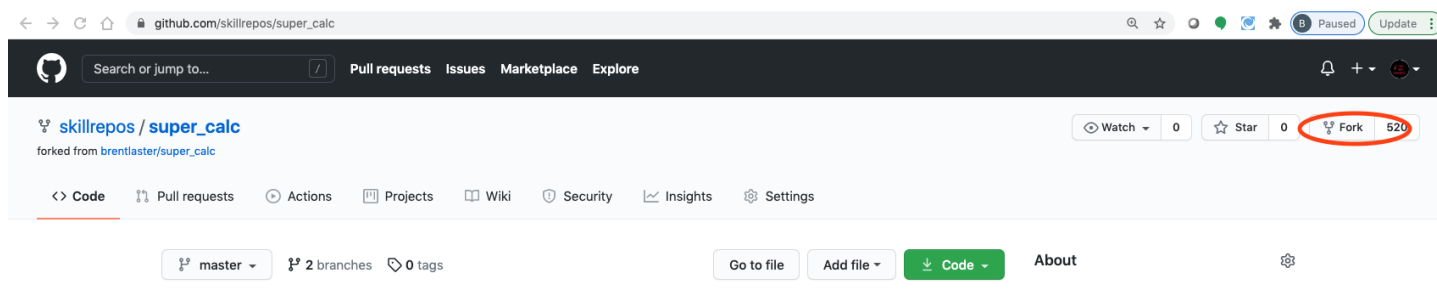 github.com/skillrepos/super_calc B Paused Update
Search or jump to... / Pull requests Issues Marketplace Explore
skillrepos / super_calc Watch 0 Star 0 Fork 520
forked from brentlaster/super_calc
<> Code Pull requests Actions Projects Wiki Security Insights Settings
master 2 branches 0 tags Go to file Add file Code About